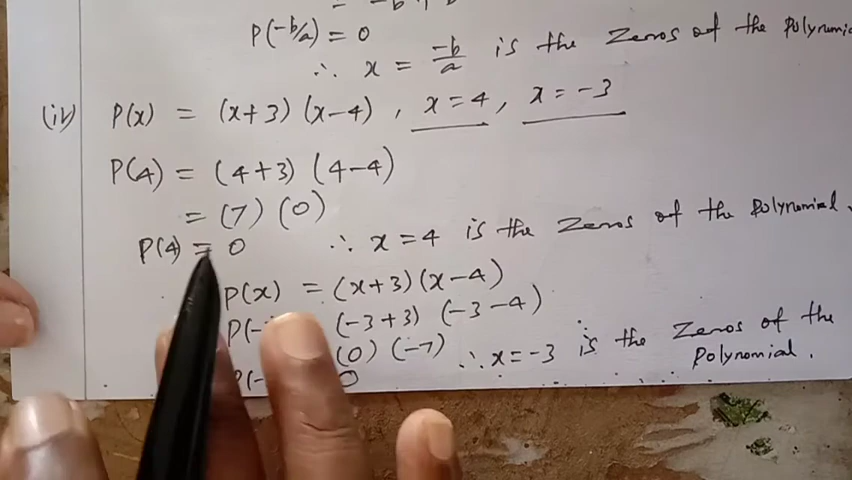 = -b+b
P(-b/a) = 0
∴ x = -b/a is the Zeros of the Polynomia
(iv) P(x) = (x+3) (x-4), x=4, x=-3
P(4) = (4+3) (4-4)
= (7) (0)
P(4) = 0 ∴ x=4 is the Zeros of the Polynomial.
P(x) = (x+3) (x-4)
P(- (-3+3) (-3-4)
(0) (-7) ∴ x=-3 is the Zeros of the
Polynomial.
P(- 0